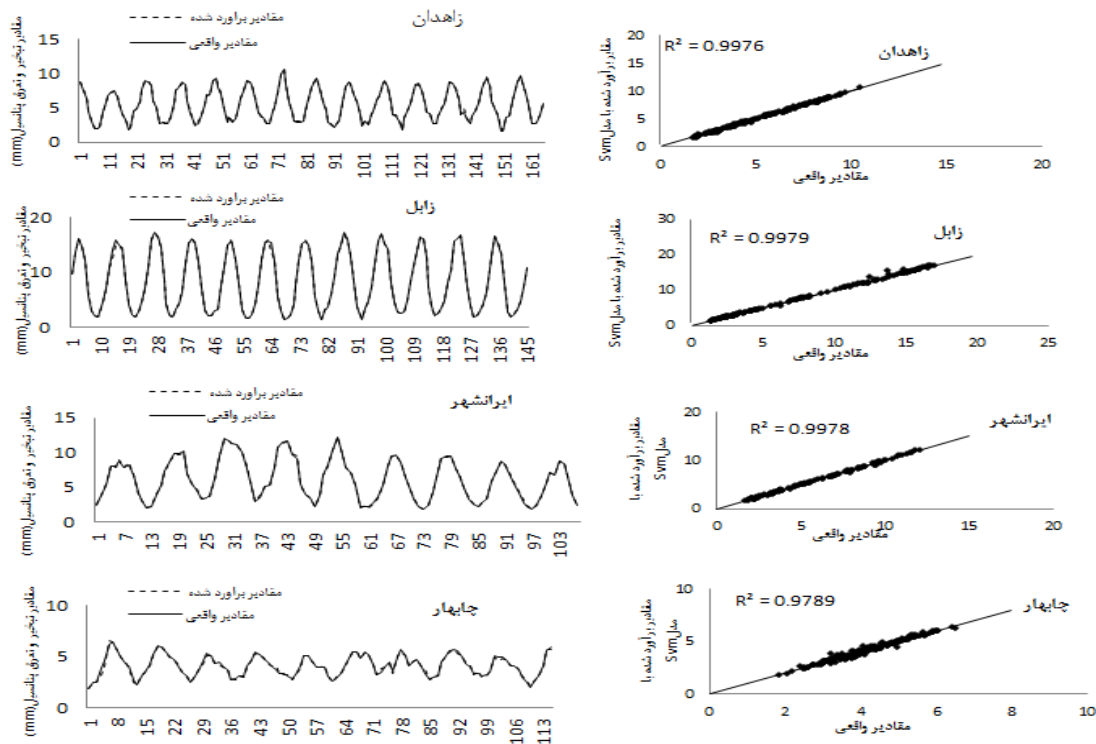 زاهدان
مقادیر برآورد شده
مقادیر واقعی
مقادیر تبخیر و تعرق پتانسیل(mm)
15
10
5
0
1 11 21 31 41 51 61 71 81 91 101 111 121 131 141 151 161
R² = 0.9976
زاهدان
مقادیر برآورد شده با مدل Svm
20
15
10
5
0
0 5 10 15 20
مقادیر واقعی
زابل
مقادیر برآورد شده
مقادیر واقعی
مقادیر تبخیر و تعرق پتانسیل(mm)
20
10
0
1 10 19 28 37 46 55 64 73 82 91 100 109 118 127 136 145
R² = 0.9979
زابل
مقادیر برآورد شده با مدل Svm
30
20
10
0
0 5 10 15 20 25
مقادیر واقعی
ایرانشهر
مقادیر برآورد شده
مقادیر واقعی
مقادیر تبخیر و تعرق پتانسیل(mm)
15
10
5
0
1 7 13 19 25 31 37 43 49 55 61 67 73 79 85 91 97 103
R² = 0.9978
ایرانشهر
مقادیر برآورد شده با
مدل Svm
20
10
0
0 5 10 15 20
مقادیر واقعی
چابهار
مقادیر برآورد شده
مقادیر واقعی
مقادیر تبخیر و تعرق پتانسیل(mm)
10
5
0
1 8 15 22 29 36 43 50 57 64 71 78 85 92 99 106 113
R² = 0.9789
چابهار
مقادیر برآورد شده با
مدل Svm
10
5
0
0 2 4 6 8 10
مقادیر واقعی